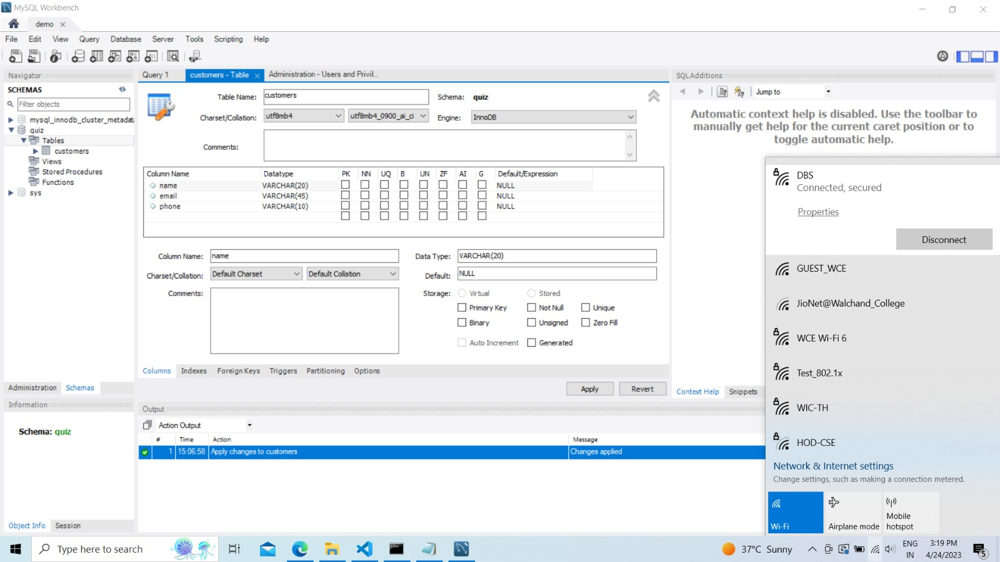 MySQL Workbench
demo
File Edit View Query Database Server Tools Scripting Help
Navigator
SCHEMAS
Filter objects
mysql_innodb_cluster_metadat
quiz
Tables
customers
Views
Stored Procedures
Functions
sys
Administration Schemas
Information
Schema: quiz
Object Info Session
Query 1 customers - Table Administration - Users and Privil...
Table Name: customers Schema: quiz
Charset/Collation: utf8mb4 utf8mb4_0900_ai_ci Engine: InnoDB
Comments:
Column Name Datatype PK NN UQ B UN ZF AI G Default/Expression
name VARCHAR(20) NULL
email VARCHAR(45) NULL
phone VARCHAR(10) NULL
Column Name: name Data Type: VARCHAR(20)
Charset/Collation: Default Charset Default Collation Default: NULL
Comments: Storage: Virtual Stored
Primary Key Not Null Unique
Binary Unsigned Zero Fill
Auto Increment Generated
Columns Indexes Foreign Keys Triggers Partitioning Options
Apply Revert
Output
Action Output
# Time Action Message
1 15:06:58 Apply changes to customers Changes applied
SQLAdditions
Jump to
Automatic context help is disabled. Use the toolbar to
manually get help for the current caret position or to
toggle automatic help.
Context Help Snippets
DBS
Connected, secured
Properties
Disconnect
GUEST_WCE
JioNet@Walchand_College
WCE Wi-Fi 6
Test_802.1x
WIC-TH
HOD-CSE
Network & Internet settings
Change settings, such as making a connection metered.
Wi-Fi
Airplane mode
Mobile
hotspot
Type here to search
37°C Sunny
ENG
IN
3:19 PM
4/24/2023
5